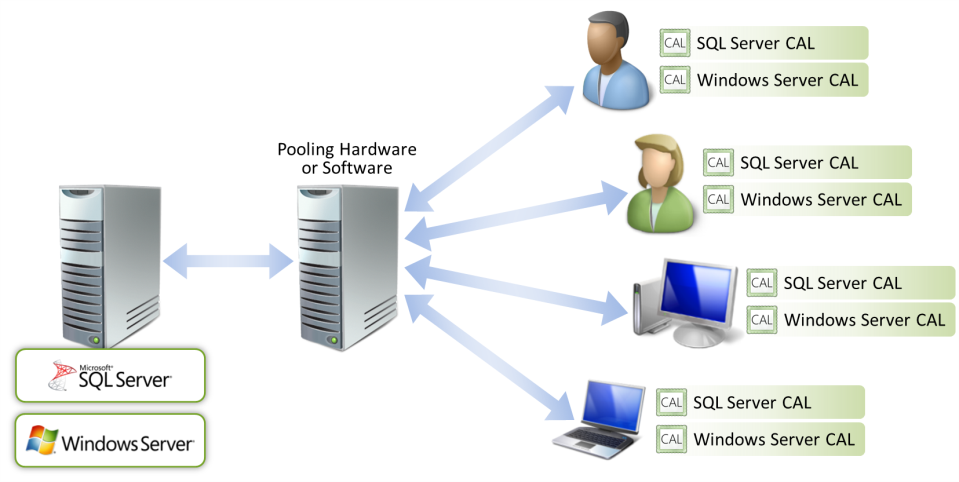 CAL SQL Server CAL
CAL Windows Server CAL
Pooling Hardware
or Software
CAL SQL Server CAL
CAL Windows Server CAL
CAL SQL Server CAL
CAL Windows Server CAL
Microsoft®
SQL Server®
Windows Server®
CAL SQL Server CAL
CAL Windows Server CAL